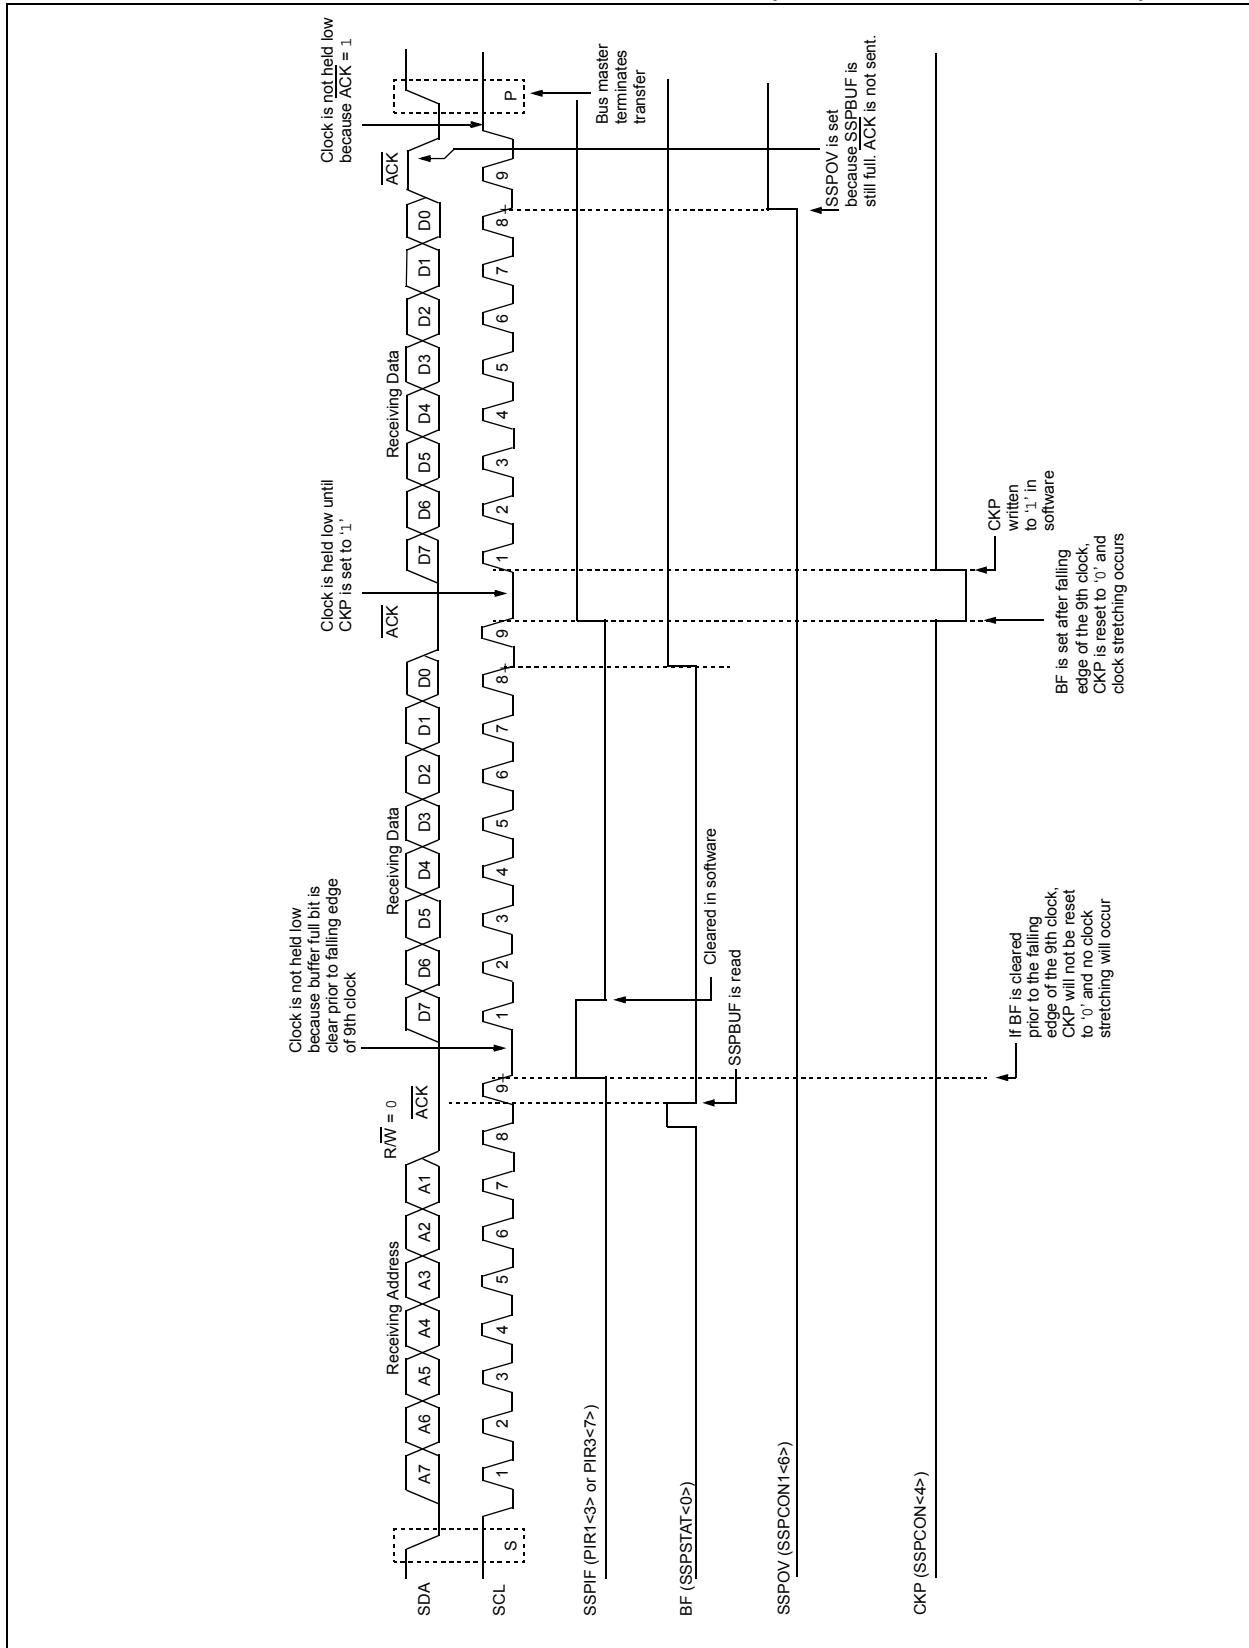 Clock is not held low
because ACK = 1
Clock is held low until
CKP is set to ‘1’
Clock is not held low
because buffer full bit is
clear prior to falling edge
of 9th clock
Receiving Address
R/W = 0
ACK
Receiving Data
ACK
Receiving Data
ACK
SDA
A7 A6 A5 A4 A3 A2 A1
D7 D6 D5 D4 D3 D2 D1 D0
D7 D6 D5 D4 D3 D2 D1 D0
SCL
S
1 2 3 4 5 6 7 8 9
1 2 3 4 5 6 7 8 9
1 2 3 4 5 6 7 8 9
P
Bus master
terminates
transfer
SSPIF (PIR1<3> or PIR3<7>)
Cleared in software
BF (SSPSTAT<0>)
SSPBUF is read
SSPOV (SSPCON1<6>)
SSPOV is set
because SSPBUF is
still full. ACK is not sent.
CKP (SSPCON<4>)
CKP
written
to ‘1’ in
software
If BF is cleared
prior to the falling
edge of the 9th clock,
CKP will not be reset
to ‘0’ and no clock
stretching will occur
BF is set after falling
edge of the 9th clock,
CKP is reset to ‘0’ and
clock stretching occurs